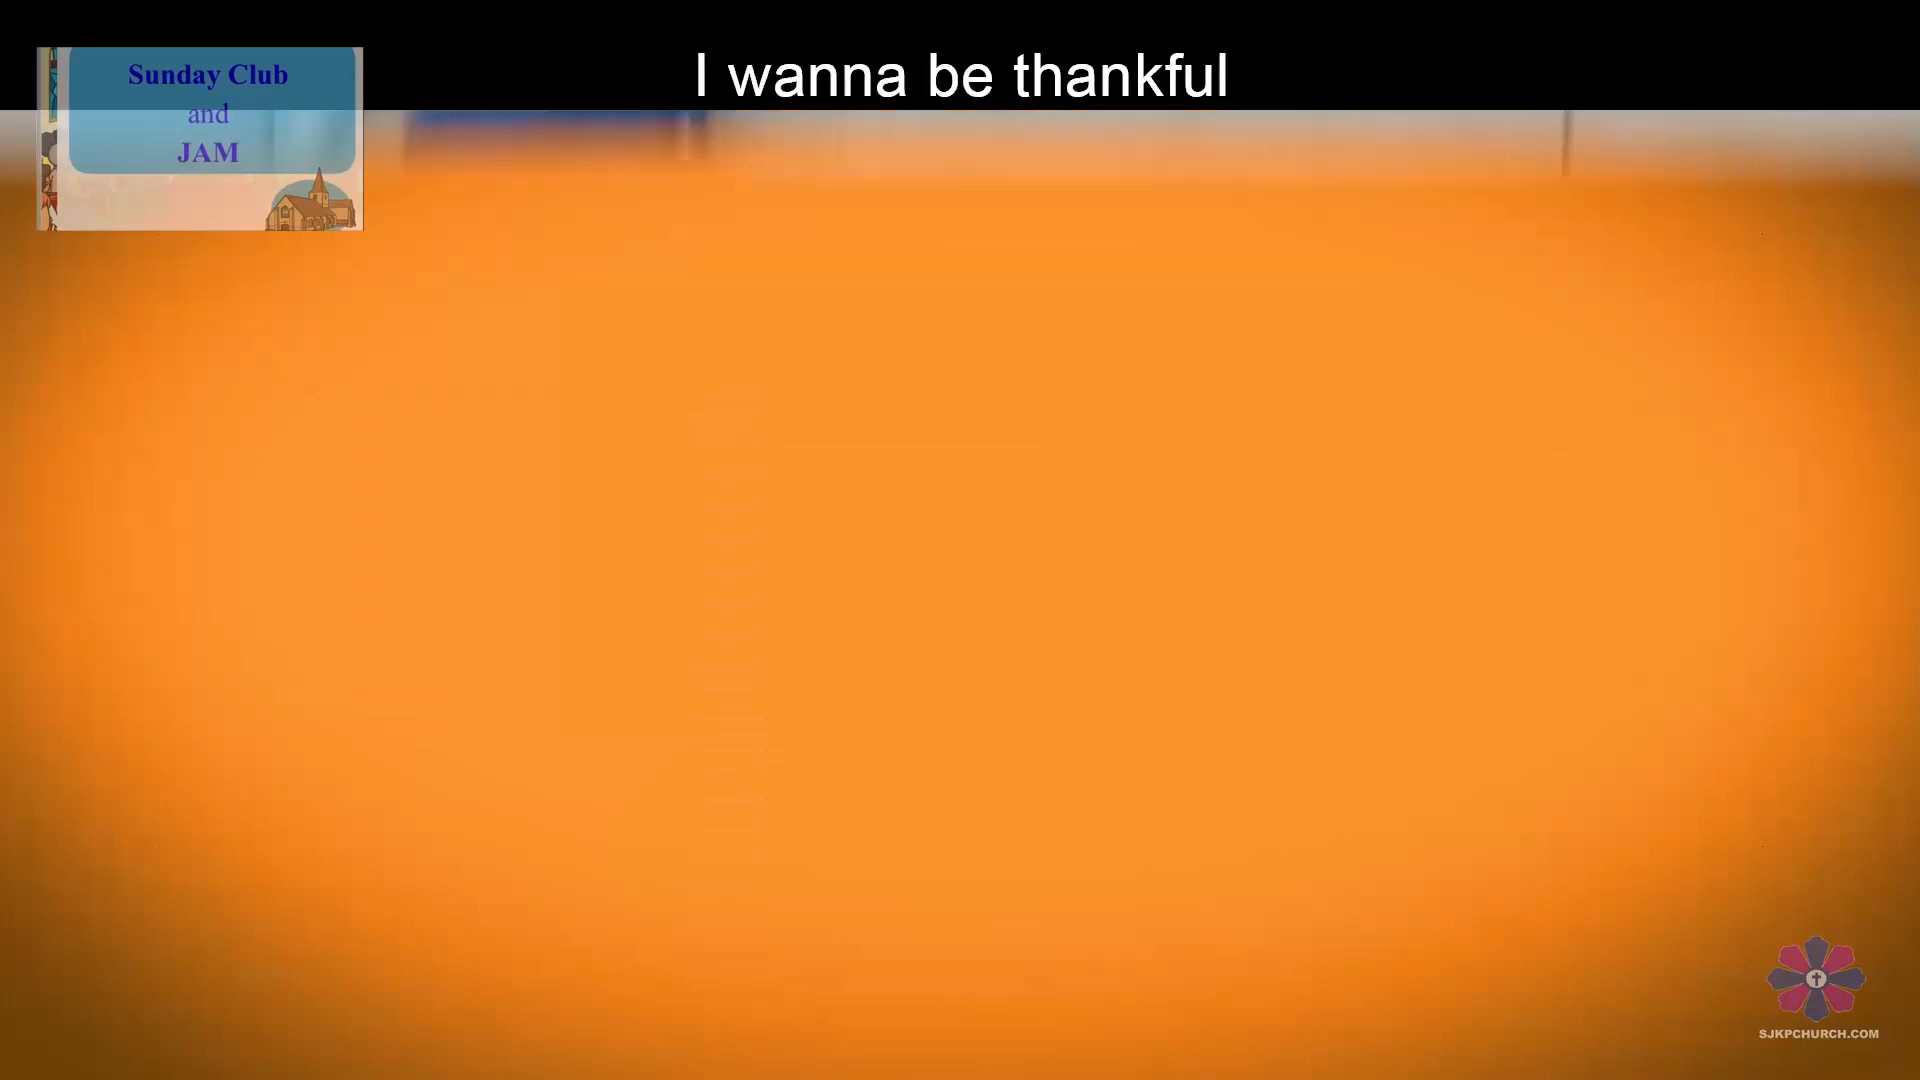 I wanna be thankful
Sunday Club
and
JAM
SJKPCHURCH.COM